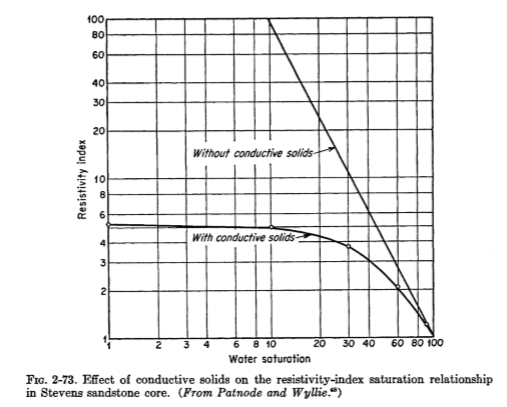 100
80
60
40
30
20
10
8
6
4
3
2
1
Resistivity index
Without conductive solids
With conductive solids
1 2 3 4 6 8 10 20 30 40 60 80 100
Water saturation
FIG. 2-73. Effect of conductive solids on the resistivity-index saturation relationship
in Stevens sandstone core. (From Patnode and Wyllie.)